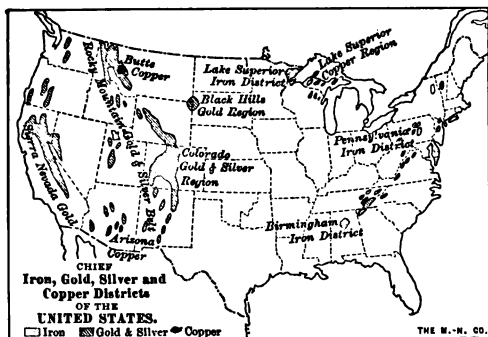 Butte
Copper
Lake Superior
Iron District
Lake Superior
Copper Region
Black Hills
Gold Region
Rocky Mountain Gold & Silver Belt
Pennsylvania
Iron District
Colorado
Gold & Silver
Region
Sierra Nevada Gold
Birmingham
Iron District
Arizona
Copper
CHIEF
Iron, Gold, Silver and
Copper Districts
OF THE
UNITED STATES.
Iron Gold & Silver Copper
THE M.-N. CO.